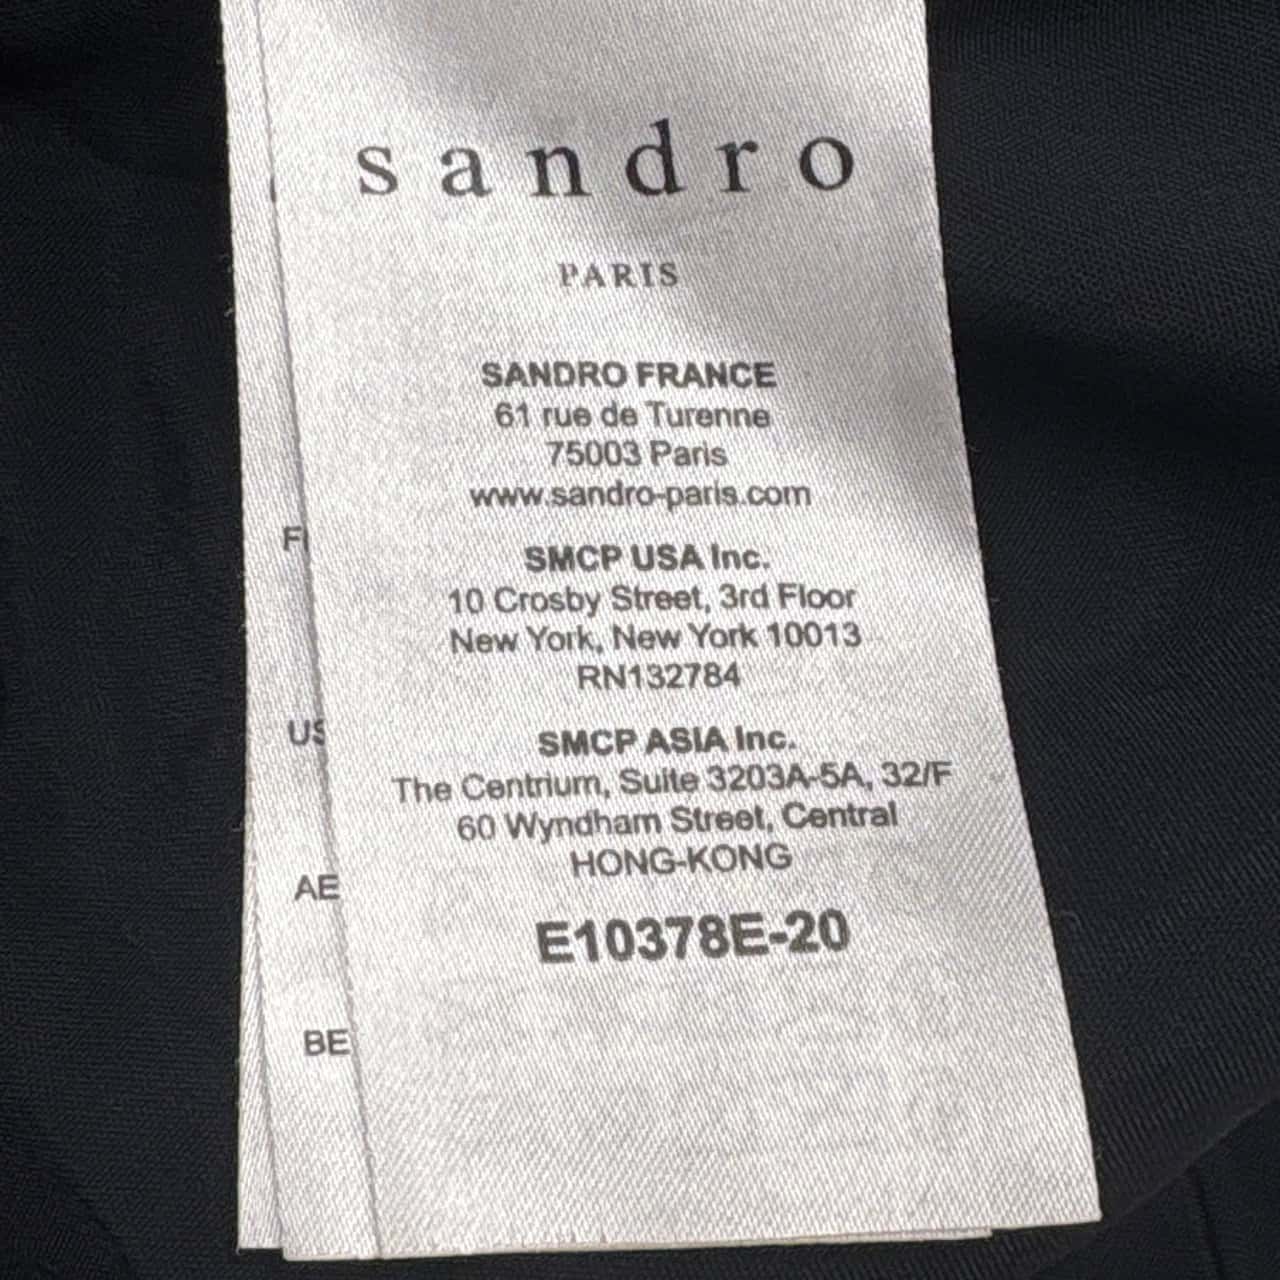 sandro
PARIS
SANDRO FRANCE
61 rue de Turenne
75003 Paris
www.sandro-paris.com
SMCP USA Inc.
10 Crosby Street, 3rd Floor
New York, New York 10013
RN132784
SMCP ASIA Inc.
The Centrium, Suite 3203A-5A, 32/F
60 Wyndham Street, Central
HONG-KONG
E10378E-20
US
AE
BE